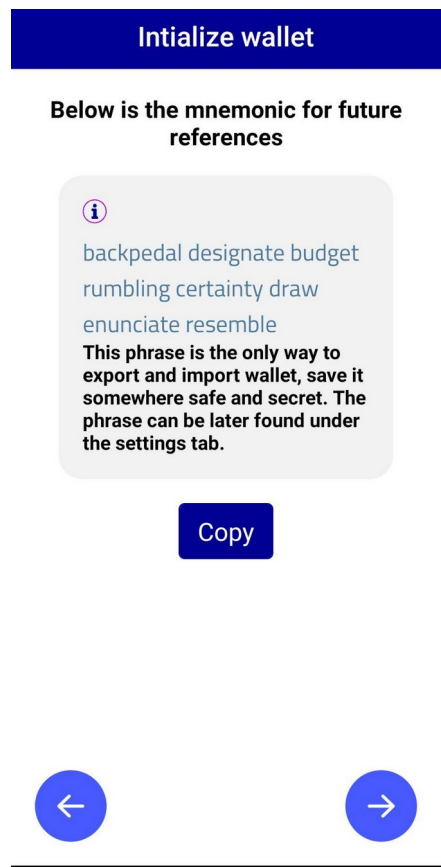 Intialize wallet
Below is the mnemonic for future
references
i
backpedal designate budget
rumbling certainty draw
enunciate resemble
This phrase is the only way to
export and import wallet, save it
somewhere safe and secret. The
phrase can be later found under
the settings tab.
Copy